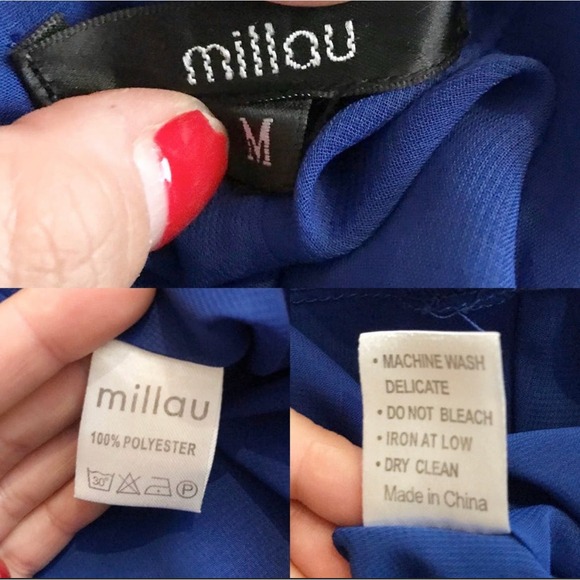 millau
M
millau
100% POLYESTER
30° P
• MACHINE WASH
DELICATE
• DO NOT BLEACH
• IRON AT LOW
• DRY CLEAN
Made in China